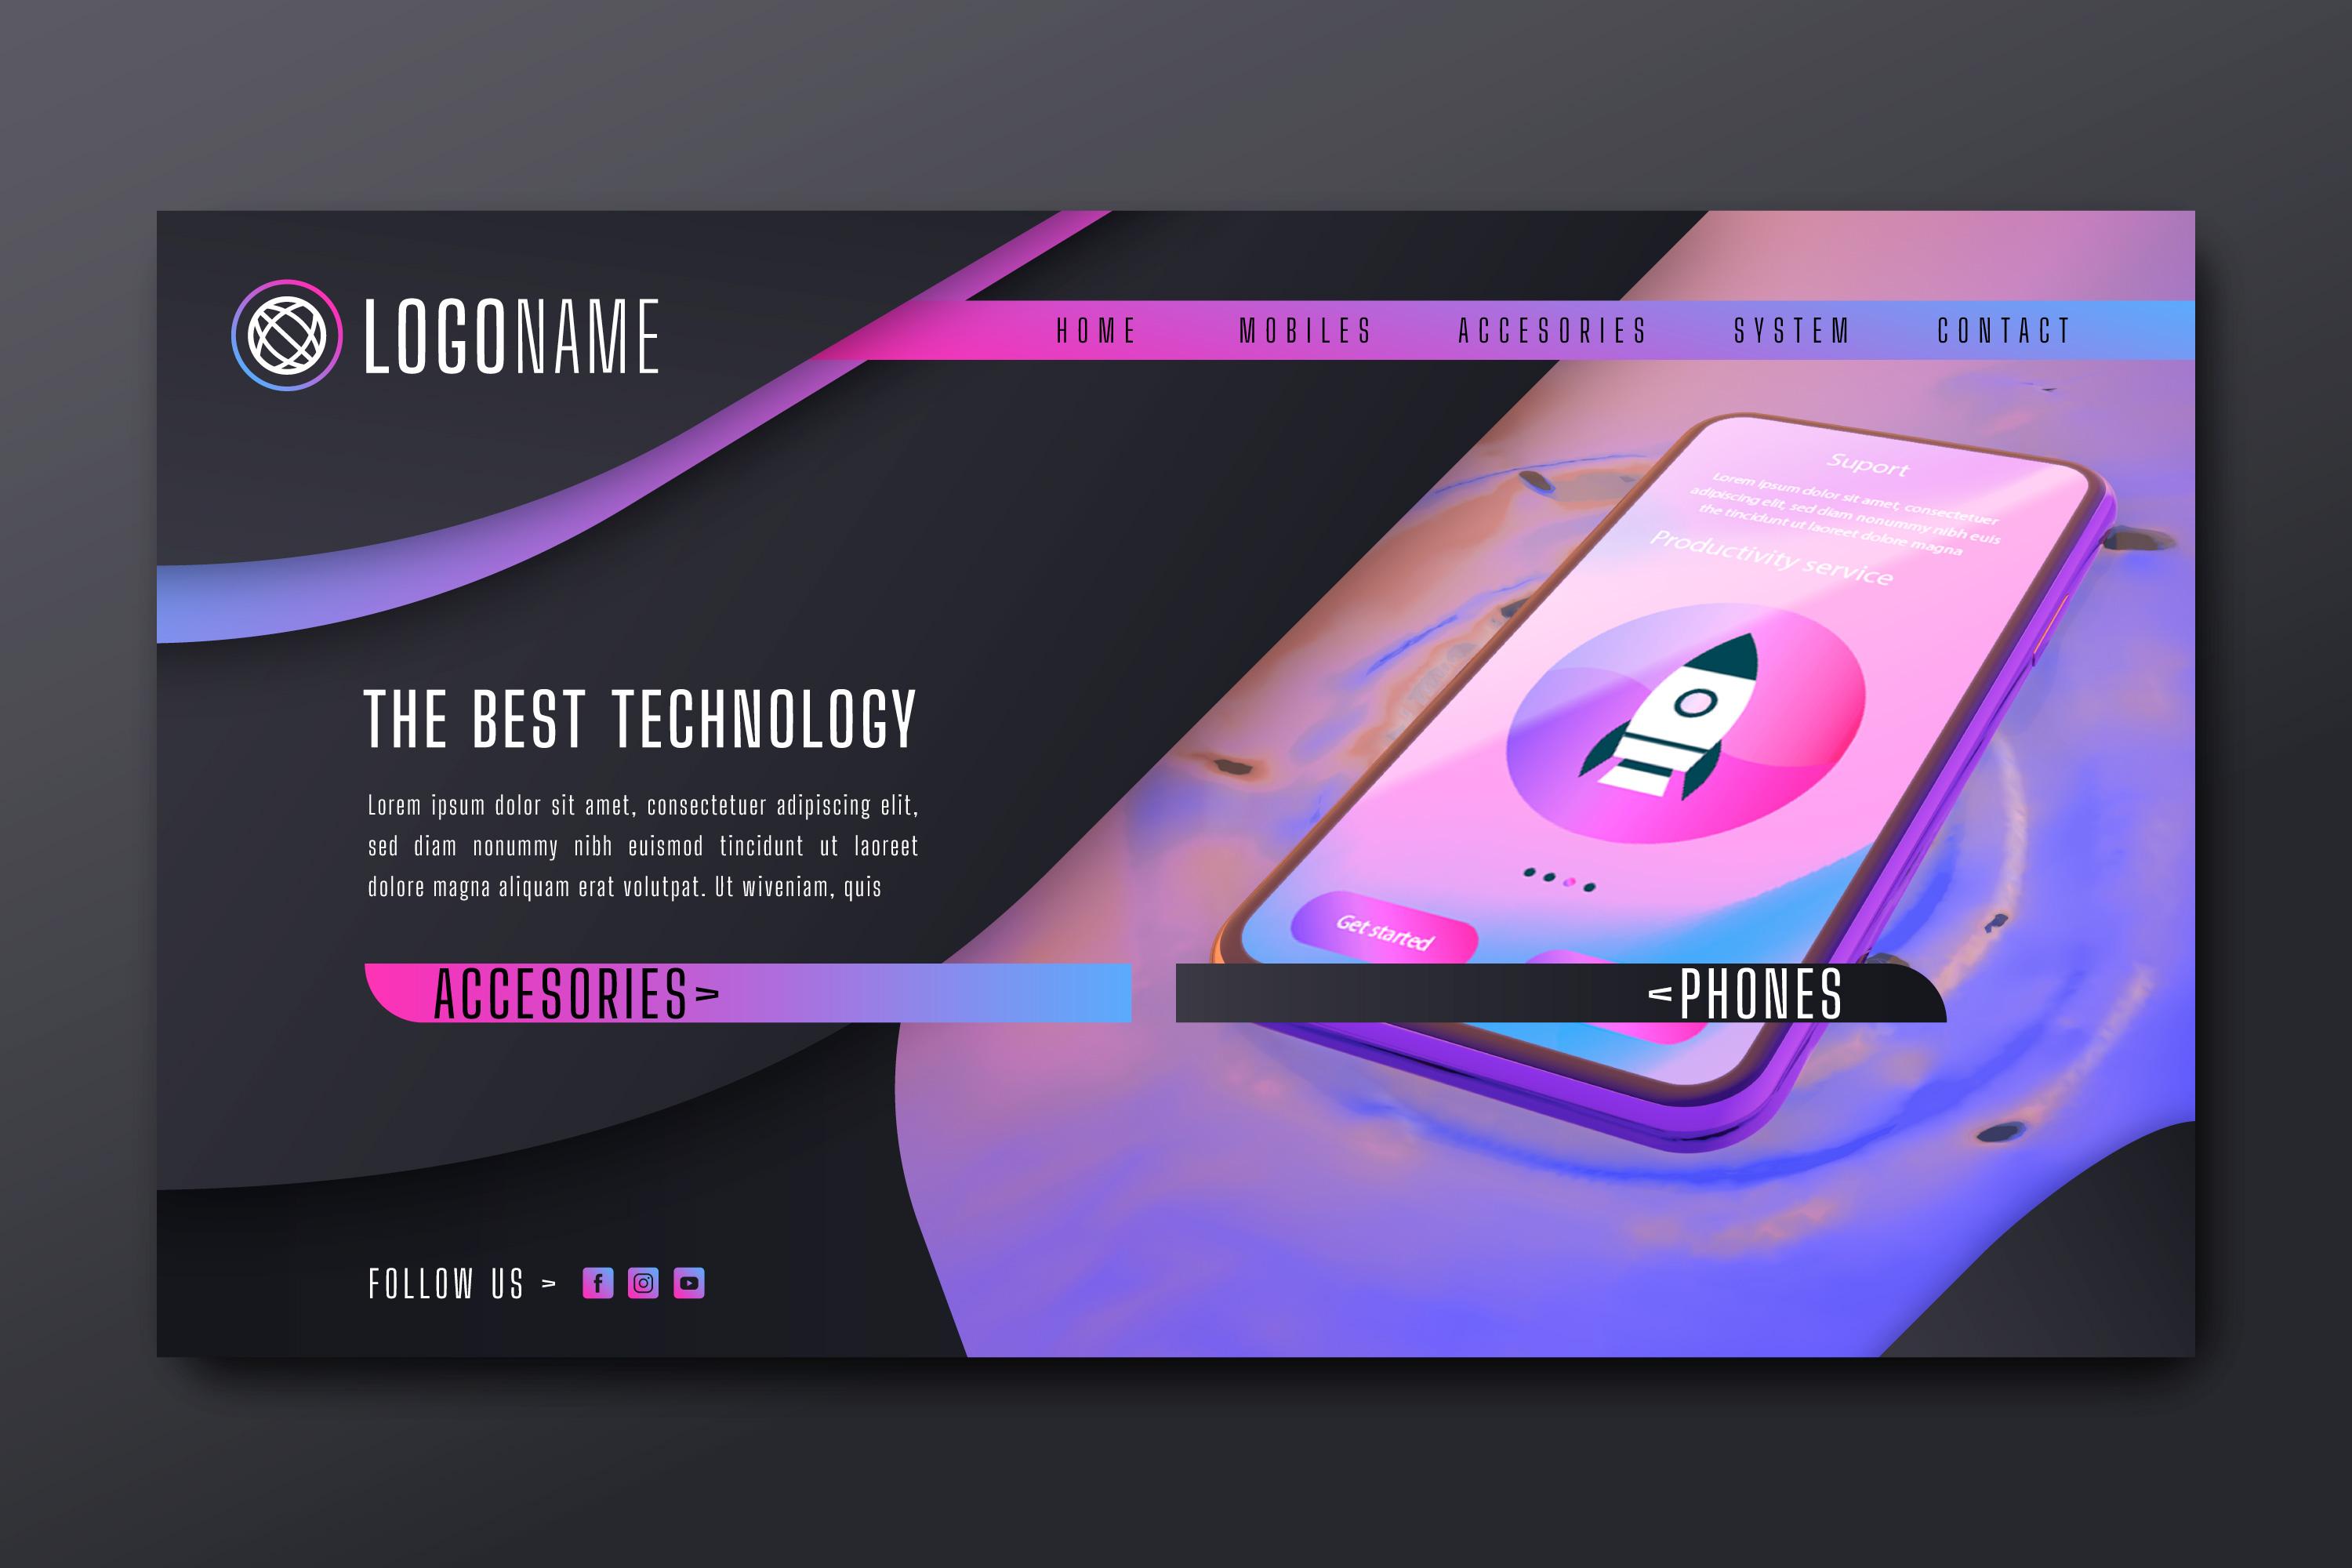 LOGONAME
HOME MOBILES ACCESORIES SYSTEM CONTACT
Suport
Lorem ipsum dolor sit amet, consectetuer
adipiscing elit, sed diam nonummy nibh euis
the tincidunt ut laoreet dolore magna
Productivity service
Get started
THE BEST TECHNOLOGY
Lorem ipsum dolor sit amet, consectetuer adipiscing elit,
sed diam nonummy nibh euismod tincidunt ut laoreet
dolore magna aliquam erat volutpat. Ut wiveniam, quis
ACCESORIES>
<PHONES
FOLLOW US >